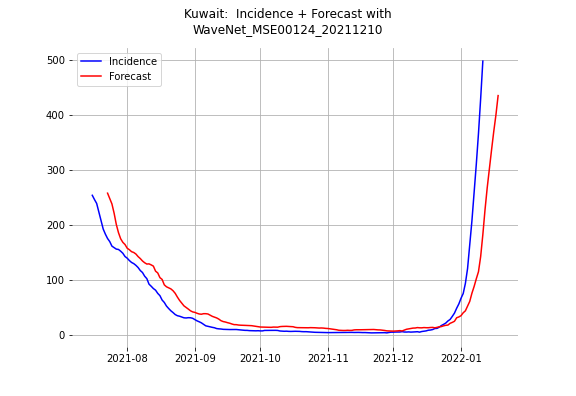 Kuwait:  Incidence + Forecast with
WaveNet_MSE00124_20211210
Incidence
Forecast
500
400
300
200
100
0
2021-08 2021-09 2021-10 2021-11 2021-12 2022-01